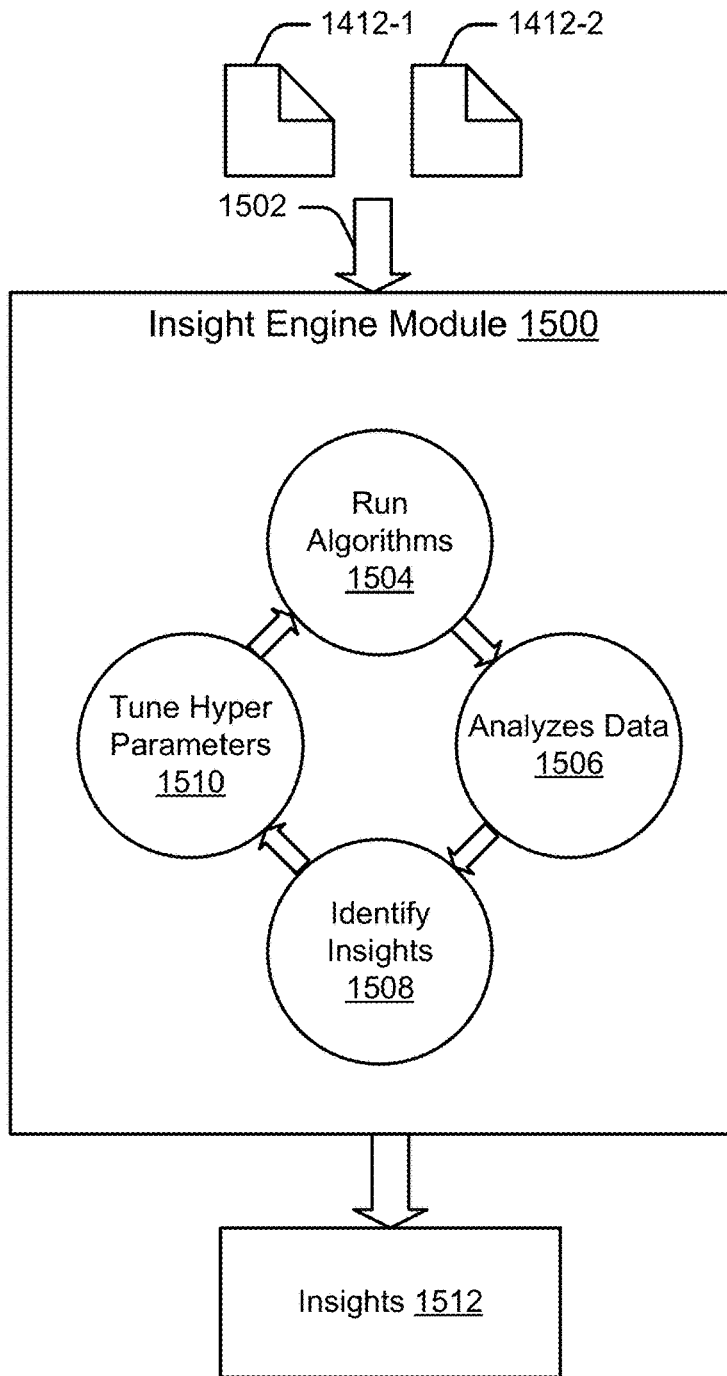 1412-1
1412-2
1502
Insight Engine Module 1500
Run
Algorithms
1504
Tune Hyper
Parameters
1510
Analyzes Data
1506
Identify
Insights
1508
Insights 1512